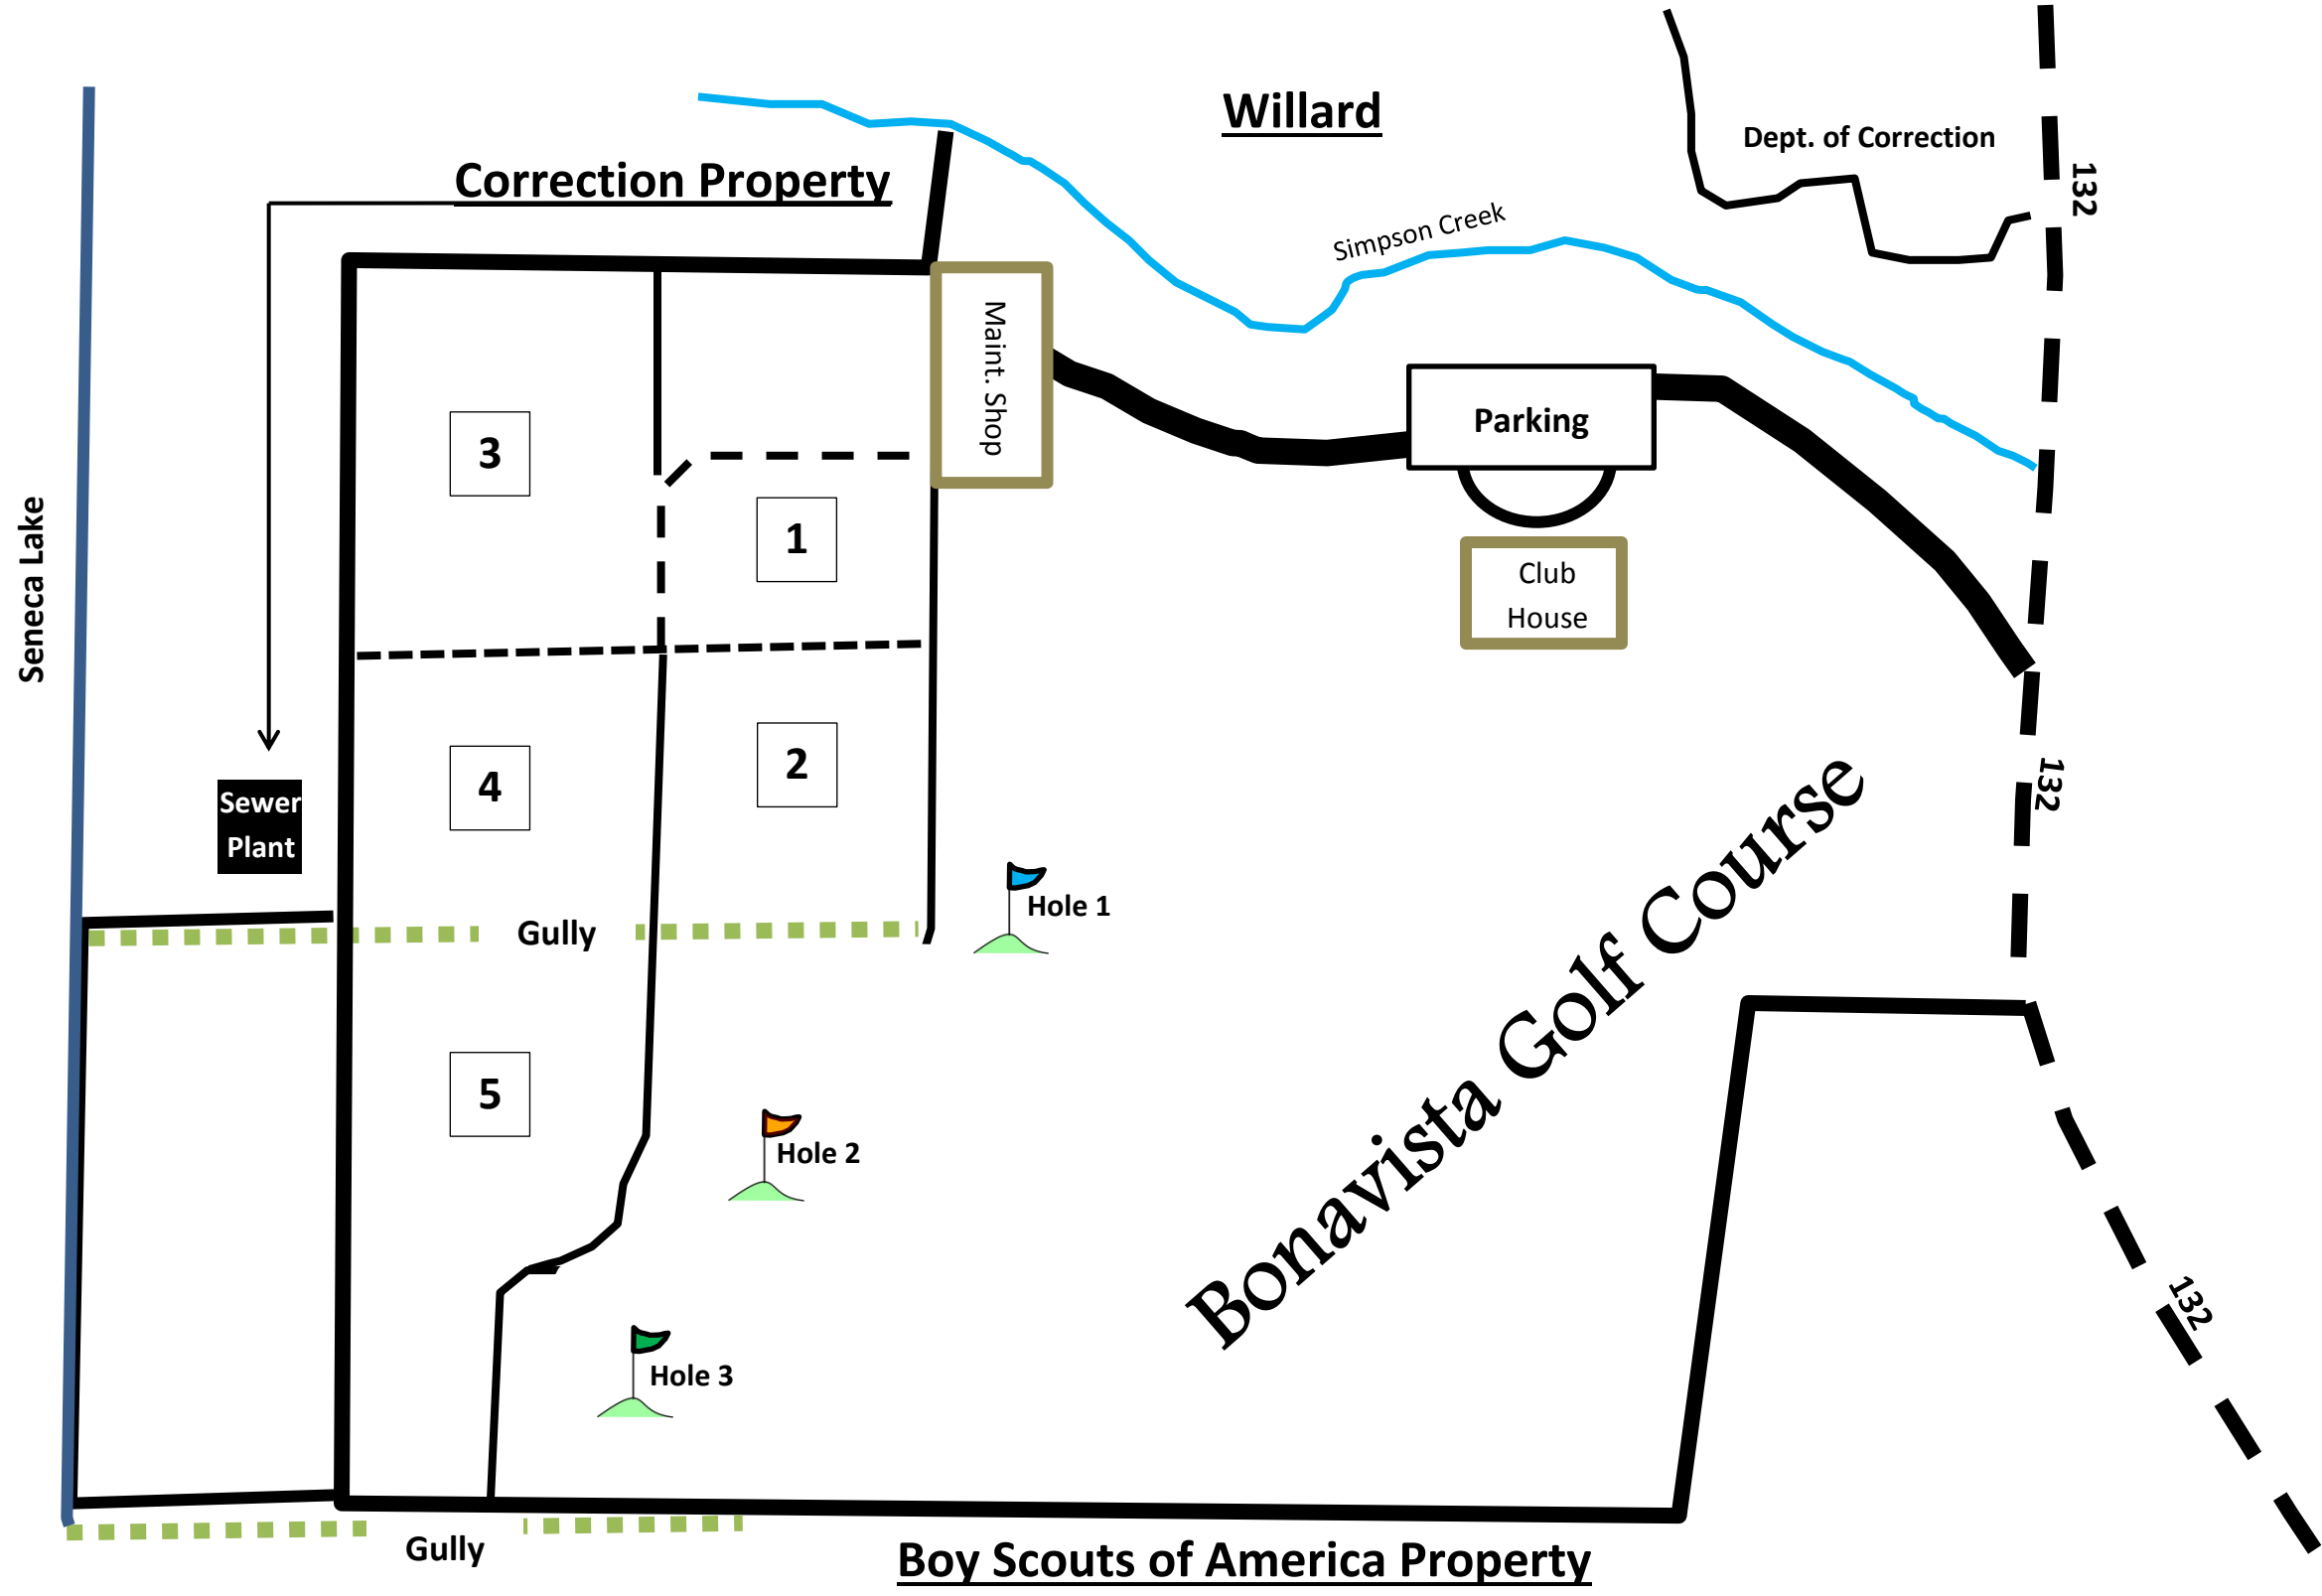 Willard
Dept. of Correction
132
Correction Property
Simpson Creek
Maint. Shop
Parking
3
1
Seneca Lake
Club
House
4
2
132
Sewer
Plant
Hole 1
Gully
Bonavista Golf Course
5
Hole 2
132
Hole 3
Gully
Boy Scouts of America Property